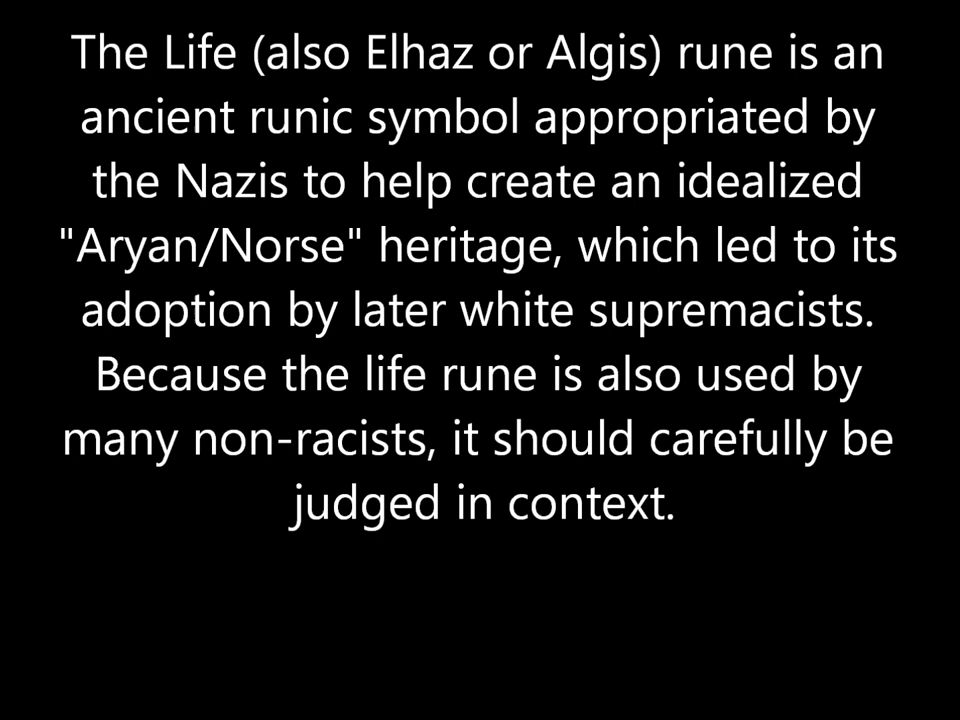 The Life (also Elhaz or Algis) rune is an
ancient runic symbol appropriated by
the Nazis to help create an idealized
"Aryan/Norse" heritage, which led to its
adoption by later white supremacists.
Because the life rune is also used by
many non-racists, it should carefully be
judged in context.